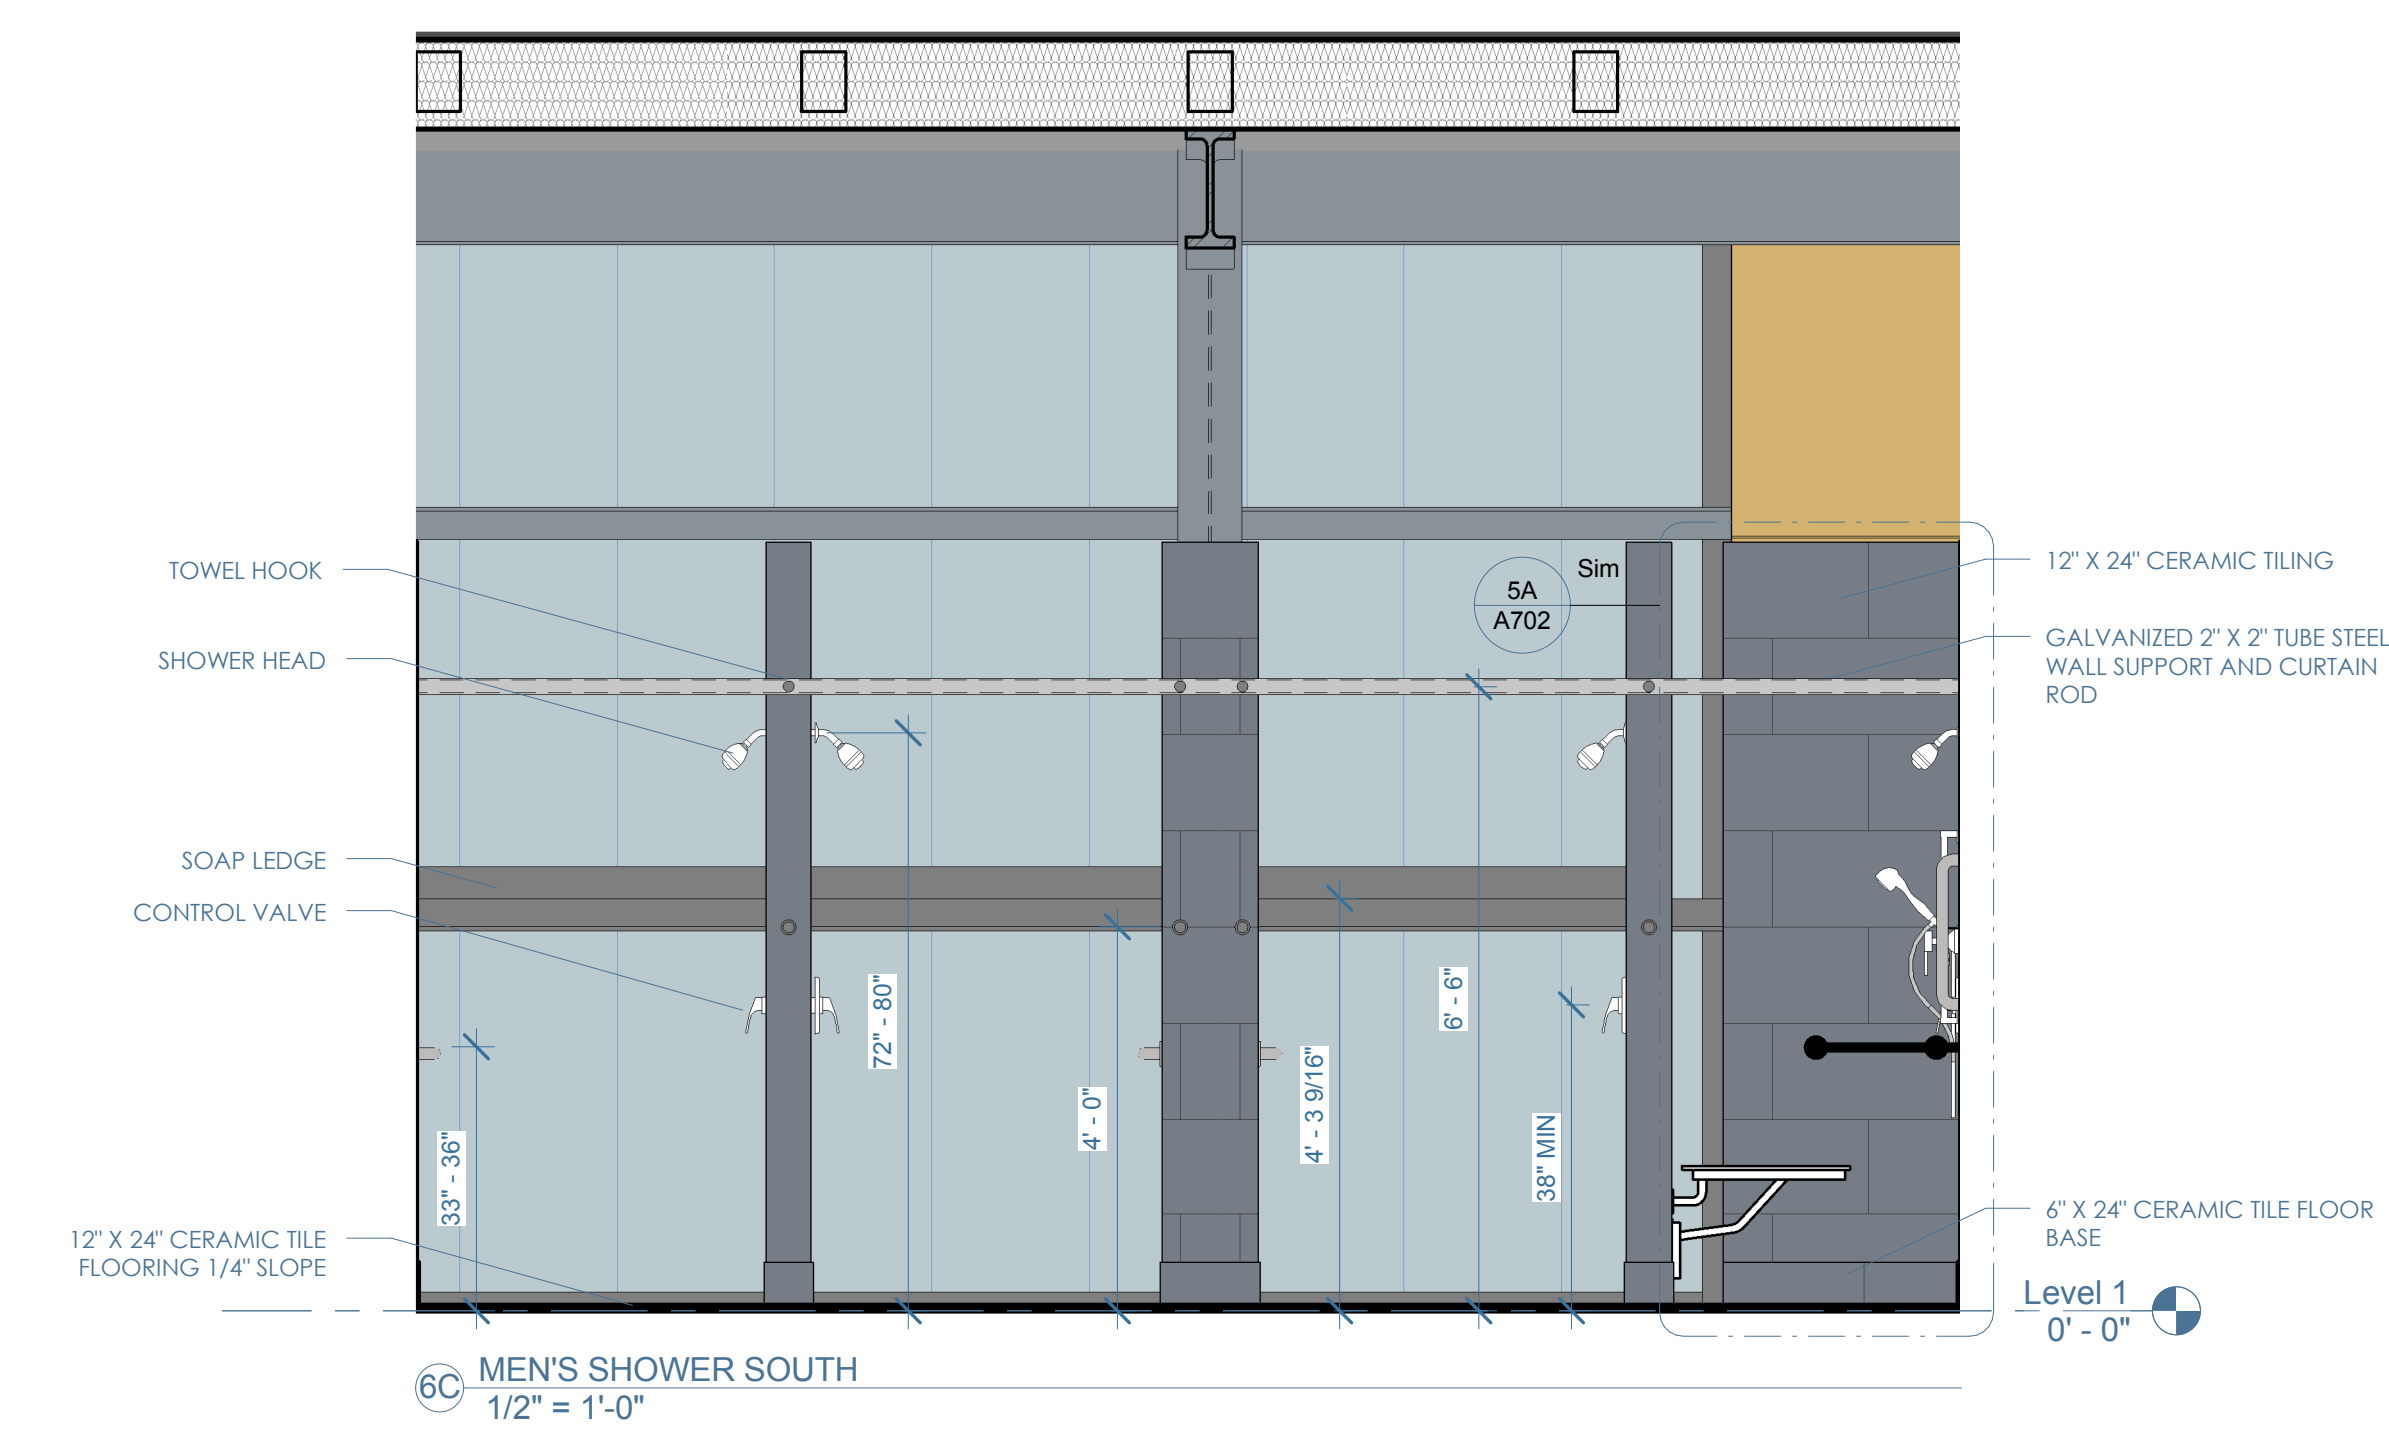 TOWEL HOOK
SHOWER HEAD
SOAP LEDGE
CONTROL VALVE
12" X 24" CERAMIC TILE
FLOORING 1/4" SLOPE
33" - 36"
72" - 80"
4' - 0"
4' - 3 9/16"
6' - 6"
38" MIN
5A
A702
Sim
12" X 24" CERAMIC TILING
GALVANIZED 2" X 2" TUBE STEEL
WALL SUPPORT AND CURTAIN
ROD
6" X 24" CERAMIC TILE FLOOR
BASE
Level 1
0' - 0"
6C
MEN'S SHOWER SOUTH
1/2" = 1'-0"